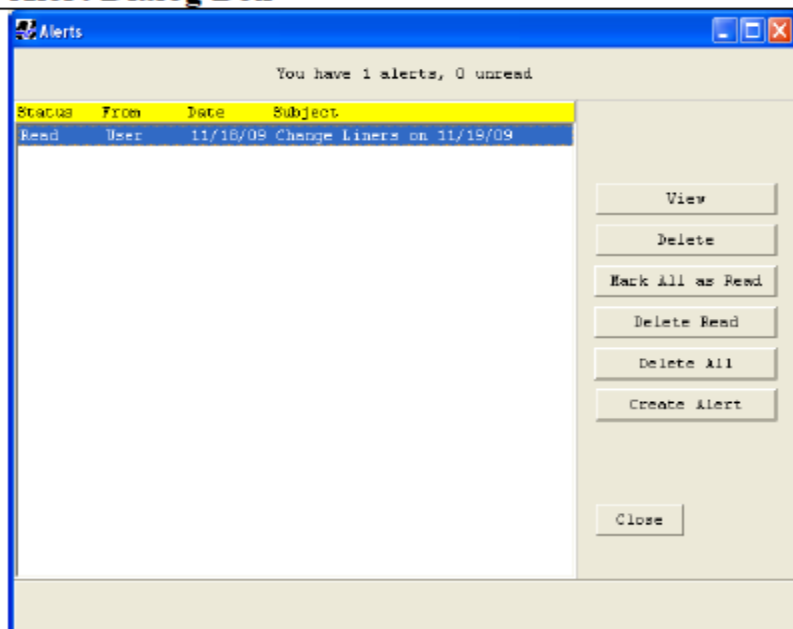 Alerts
You have 1 alerts, 0 unread
Status From Date Subject
Read User 11/18/09 Change Liners on 11/19/09
View
Delete
Mark All as Read
Delete Read
Delete All
Create Alert
Close